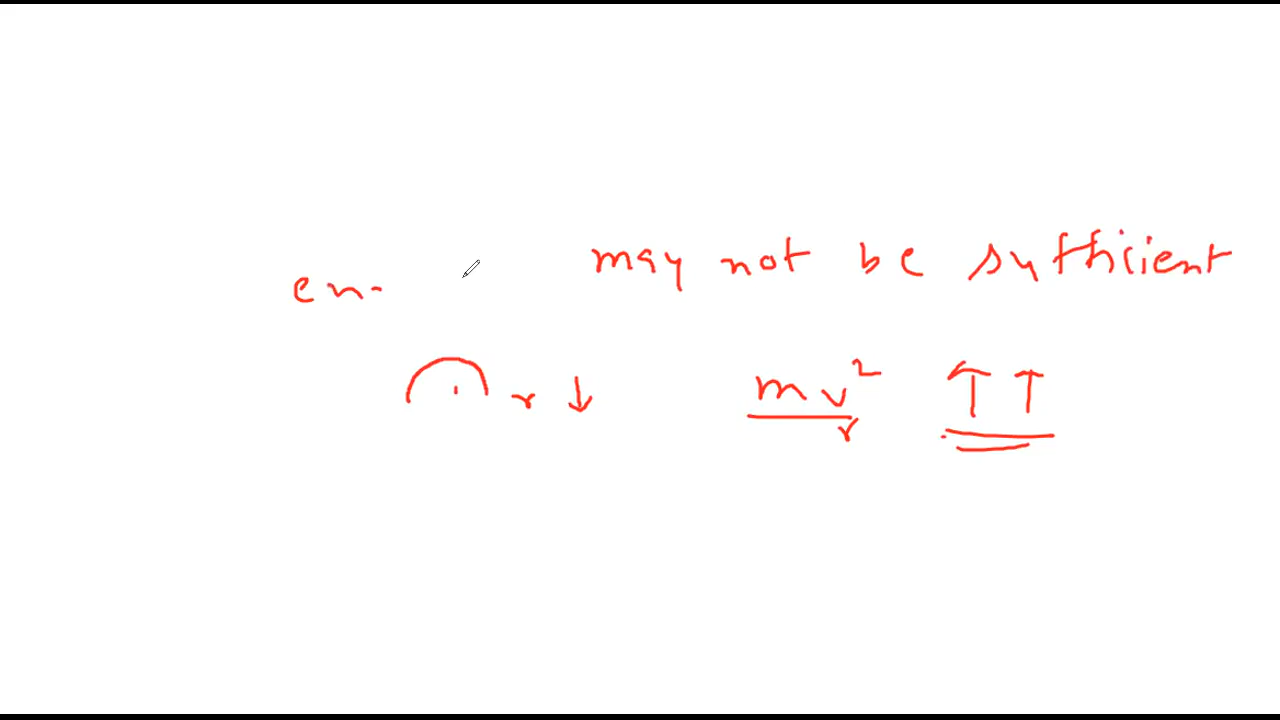 may not be sufficient
en.
r ↓ mv²/r ↑↑